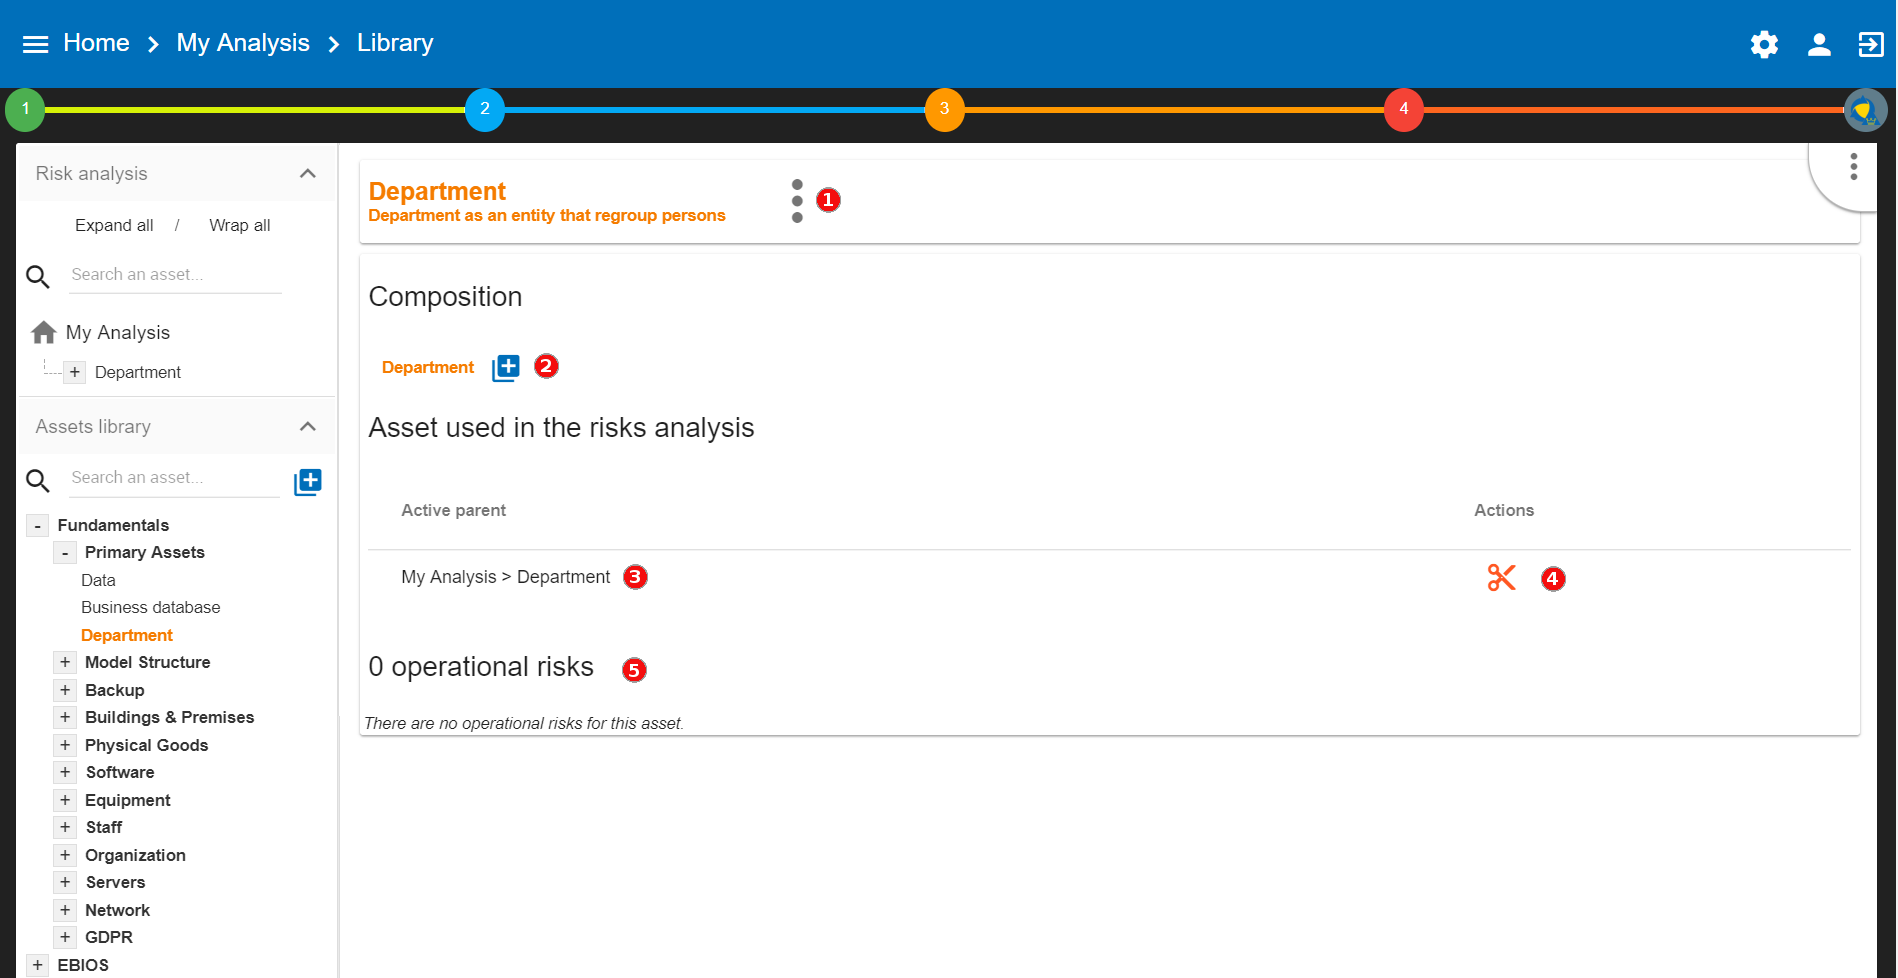 Home > My Analysis > Library
1 2 3 4
Risk analysis
Expand all / Wrap all
Search an asset...
My Analysis
+ Department
Assets library
Search an asset...
- Fundamentals
- Primary Assets
Data
Business database
Department
+ Model Structure
+ Backup
+ Buildings & Premises
+ Physical Goods
+ Software
+ Equipment
+ Staff
+ Organization
+ Servers
+ Network
+ GDPR
+ EBIOS
Department
Department as an entity that regroup persons
1
Composition
Department 2
Asset used in the risks analysis
Active parent Actions
My Analysis > Department 3 4
0 operational risks 5
There are no operational risks for this asset.